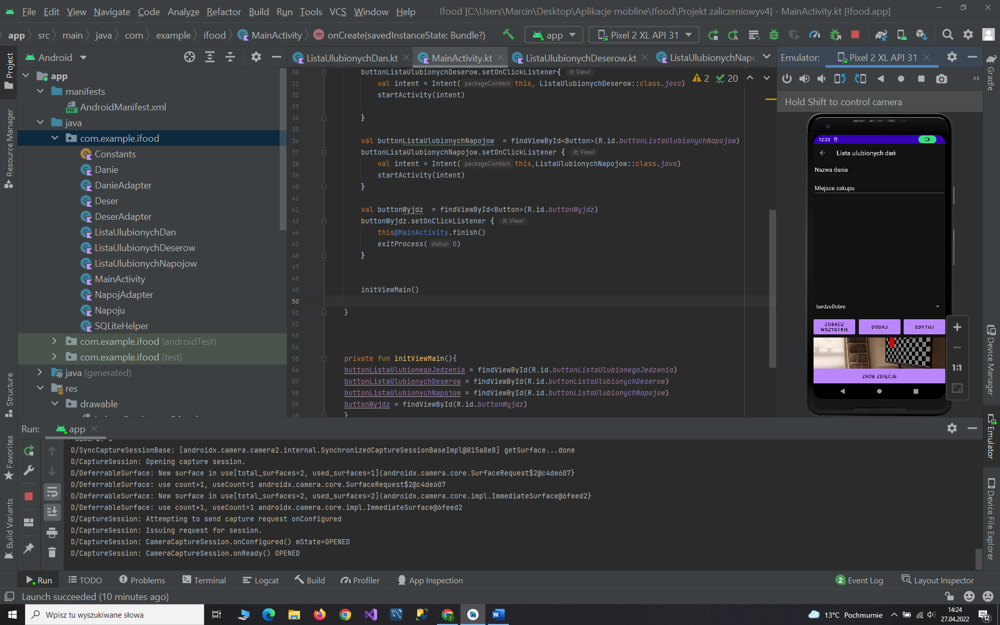 File Edit View Navigate Code Analyze Refactor Build Run Tools VCS Window Help Ifood [C:\Users\Marcin\Desktop\Aplikacje mobline\Ifood\Projekt zaliczeniowyv4] - MainActivity.kt [Ifood.app]
app src main java com example ifood MainActivity onCreate(savedInstanceState: Bundle?) app Pixel 2 XL API 31
Android
ListaUlubionychDan.kt MainActivity.kt ListaUlubionychDeserow.kt ListaUlubionychNapo
Emulator: Pixel 2 XL API 31
Project
Resource Manager
Structure
Favorites
Build Variants
app
manifests
AndroidManifest.xml
java
com.example.ifood
Constants
Danie
DanieAdapter
Deser
DeserAdapter
ListaUlubionychDan
ListaUlubionychDeserow
ListaUlubionychNapojow
MainActivity
NapojAdapter
Napoju
SQLiteHelper
com.example.ifood (androidTest)
com.example.ifood (test)
java (generated)
res
drawable
2 20
30 buttonListaUlubionychDeserow.setOnClickListener{ it: View!
31 val intent = Intent( packageContext: this, ListaUlubionychDeserow::class.java)
32 startActivity(intent)
33
34 }
35
36 val buttonListaUlubionychNapojow = findViewById<Button>(R.id.buttonListaUlubionychNapojow)
37 buttonListaUlubionychNapojow.setOnClickListener { it: View!
38 val intent = Intent( packageContext: this,ListaUlubionychNapojow::class.java)
39 startActivity(intent)
40 }
41
42 val buttonWyjdz = findViewById<Button>(R.id.buttonWyjdz)
43 buttonWyjdz.setOnClickListener { it: View!
44 this@MainActivity.finish()
45 exitProcess( status: 0)
46 }
47
48
49 initViewMain()
50
51 }
52
53
54
55 private fun initViewMain(){
56 buttonListaUlubionegoJedzenia = findViewById(R.id.buttonListaUlubionegoJedzenia)
57 buttonListaUlubionychDeserow = findViewById(R.id.buttonListaUlubionychDeserow)
58 buttonListaUlubionychNapojow = findViewById(R.id.buttonListaUlubionychNapojow)
59 buttonWyjdz = findViewById(R.id.buttonWyjdz)
60 }
Hold Shift to control camera
12:23
Lista ulubionych dań
Nazwa dania
Miejsce zakupu
bardzoDobre
ZOBACZ WSZYSTKIE DODAJ EDYTUJ
ZRÓB ZDJĘCJE
1:1
Gradle
Device Manager
Emulator
Device File Explorer
Run: app
D/SyncCaptureSessionBase: [androidx.camera.camera2.internal.SynchronizedCaptureSessionBaseImpl@815a8e8] getSurface...done
D/CaptureSession: Opening capture session.
D/DeferrableSurface: New surface in use[total_surfaces=2, used_surfaces=1](androidx.camera.core.SurfaceRequest$2@c4de607}
D/DeferrableSurface: use count+1, useCount=1 androidx.camera.core.SurfaceRequest$2@c4de607
D/DeferrableSurface: New surface in use[total_surfaces=2, used_surfaces=2](androidx.camera.core.impl.ImmediateSurface@6feed2}
D/DeferrableSurface: use count+1, useCount=1 androidx.camera.core.impl.ImmediateSurface@6feed2
D/CaptureSession: Attempting to send capture request onConfigured
D/CaptureSession: Issuing request for session.
D/CaptureSession: CameraCaptureSession.onConfigured() mState=OPENED
D/CaptureSession: CameraCaptureSession.onReady() OPENED
Run TODO Problems Terminal Logcat Build Profiler App Inspection 2 Event Log Layout Inspector
Launch succeeded (10 minutes ago)
Wpisz tu wyszukiwane słowa
13°C Pochmurnie
14:24
27.04.2022
12